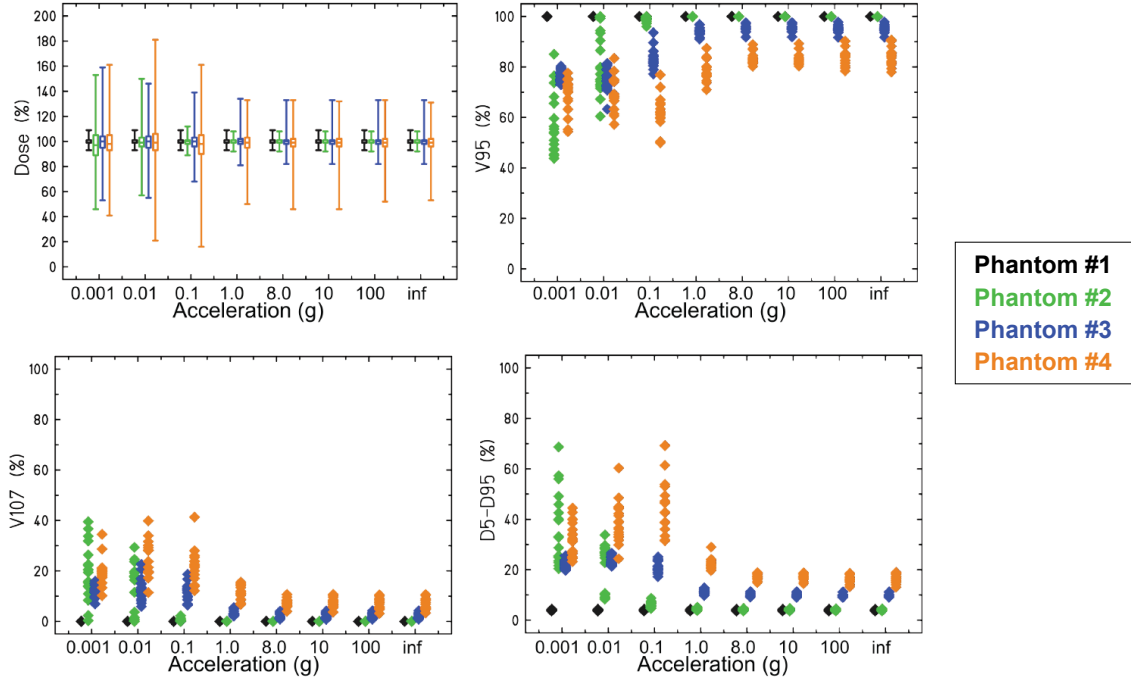 200
180
160
140
120
100
80
60
40
20
0
Dose (%)
0.001 0.01 0.1 1.0 8.0 10 100 inf
Acceleration (g)
100
80
60
40
20
0
V95 (%)
0.001 0.01 0.1 1.0 8.0 10 100 inf
Acceleration (g)
Phantom #1
Phantom #2
Phantom #3
Phantom #4
100
80
60
40
20
0
V107 (%)
0.001 0.01 0.1 1.0 8.0 10 100 inf
Acceleration (g)
100
80
60
40
20
0
D5-D95 (%)
0.001 0.01 0.1 1.0 8.0 10 100 inf
Acceleration (g)